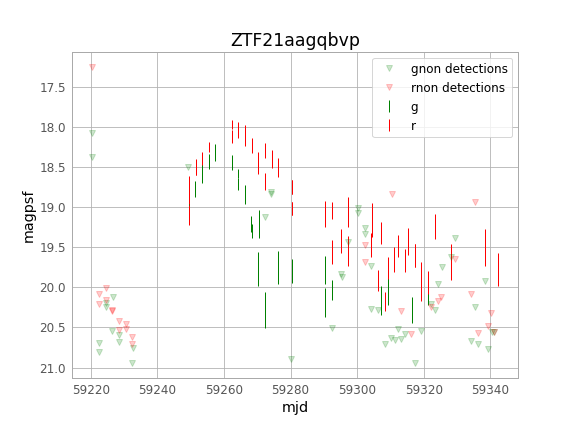 ZTF21aagqbvp
gnon detections
rnon detections
g
r
17.5
18.0
18.5
19.0
19.5
20.0
20.5
21.0
magpsf
59220 59240 59260 59280 59300 59320 59340
mjd